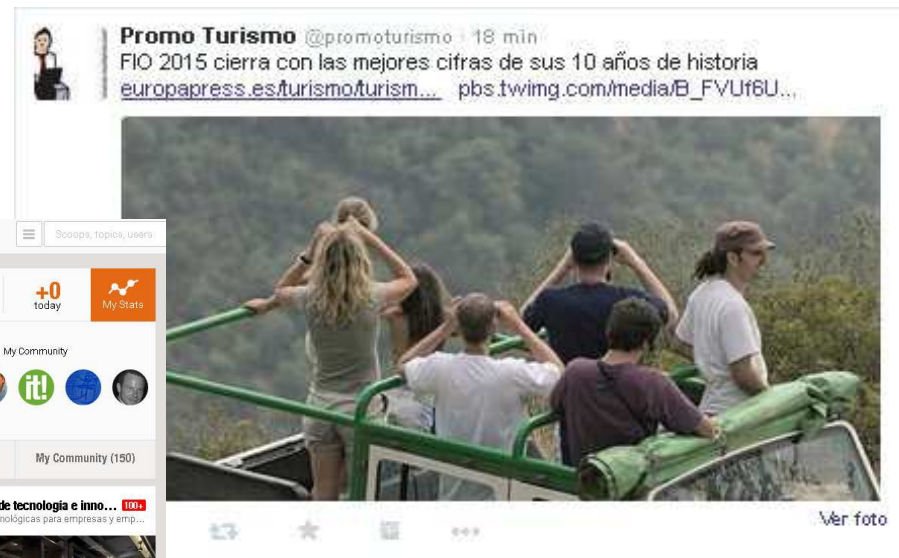 Promo Turismo @promoturismo · 18 min
FIO 2015 cierra con las mejores cifras de sus 10 años de historia
europapress.es/turismo/turism... pbs.twimg.com/media/B_FVUf6U...
Scoops, topics, users
+0
today
My Stats
My Community
it!
My Community (150)
de tecnología e inno... 100+
nológicas para empresas y emp...
Ver foto